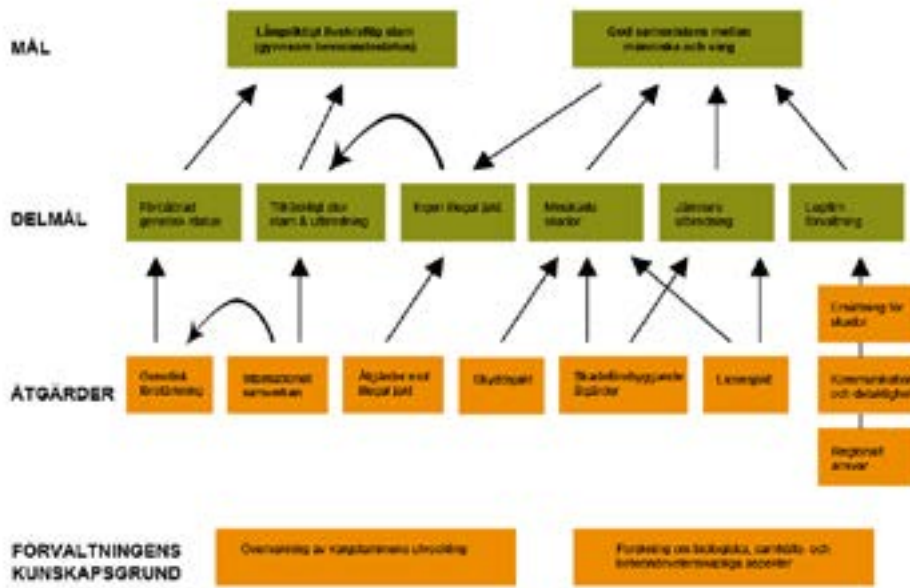 MÅL
Långsiktigt livskraftig stam
(gynnsam bevarandestatus)
God samexistens mellan
människa och varg
DELMÅL
Förbättrad
genetisk status
Tillräckligt stor
stam & utbredning
Ingen illegal jakt
Minskade
skador
Jämnare
utbredning
Legitim
förvaltning
ÅTGÄRDER
Genetisk
förstärkning
Internationell
samverkan
Åtgärder mot
illegal jakt
Skyddsjakt
Skadeförebyggande
åtgärder
Licensjakt
Ersättning för
skador
Kommunikation
och delaktighet
Regionalt
ansvar
FÖRVALTNINGENS
KUNSKAPSGRUND
Övervakning av vargstammens utveckling
Forskning om biologiska, samhälls- och
beteendevetenskapliga aspekter